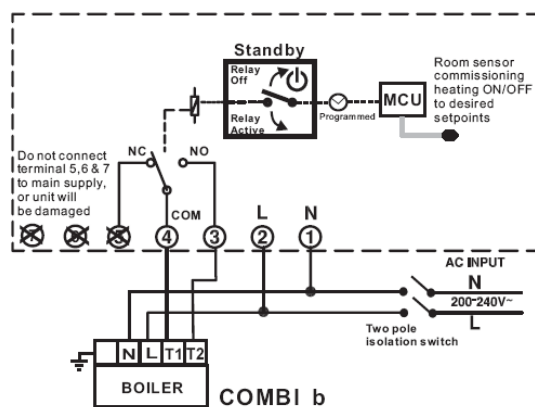 Standby
Relay
Off
Relay
Active
Programmed
MCU
Room sensor
commissioning
heating ON/OFF
to desired
setpoints
Do not connect
terminal 5,6 & 7
to main supply,
or unit will
be damaged
NC
NO
COM
L
N
4
3
2
1
AC INPUT
N
200~240V~
L
Two pole
isolation switch
N L T1 T2
BOILER
COMBI b